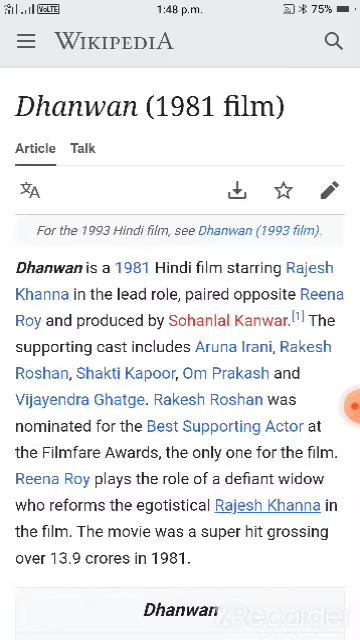 VoLTE 1:48 p.m. 75%
WIKIPEDIA
Dhanwan (1981 film)
Article Talk
For the 1993 Hindi film, see Dhanwan (1993 film).
Dhanwan is a 1981 Hindi film starring Rajesh
Khanna in the lead role, paired opposite Reena
Roy and produced by Sohanlal Kanwar.[1] The
supporting cast includes Aruna Irani, Rakesh
Roshan, Shakti Kapoor, Om Prakash and
Vijayendra Ghatge. Rakesh Roshan was
nominated for the Best Supporting Actor at
the Filmfare Awards, the only one for the film.
Reena Roy plays the role of a defiant widow
who reforms the egotistical Rajesh Khanna in
the film. The movie was a super hit grossing
over 13.9 crores in 1981.
Dhanwan
XRecorder